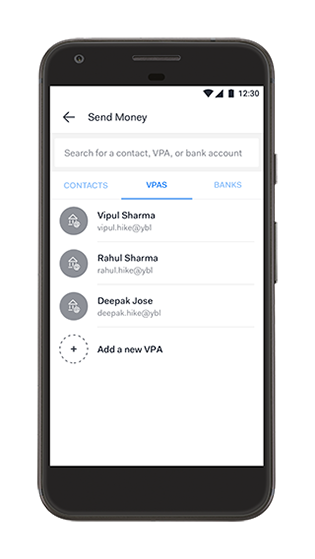 12:30
Send Money
Search for a contact, VPA, or bank account
CONTACTS VPAS BANKS
Vipul Sharma
vipul.hike@ybl
Rahul Sharma
rahul.hike@ybl
Deepak Jose
deepak.hike@ybl
+ Add a new VPA